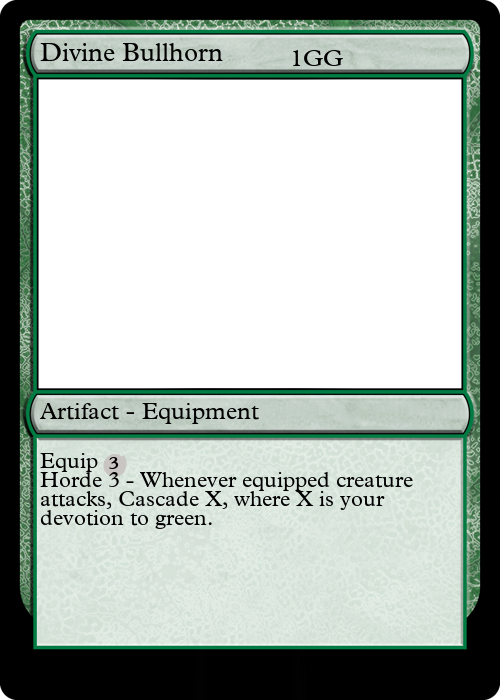 Divine Bullhorn 1GG
Artifact - Equipment
Equip 3
Horde 3 - Whenever equipped creature
attacks, Cascade X, where X is your
devotion to green.